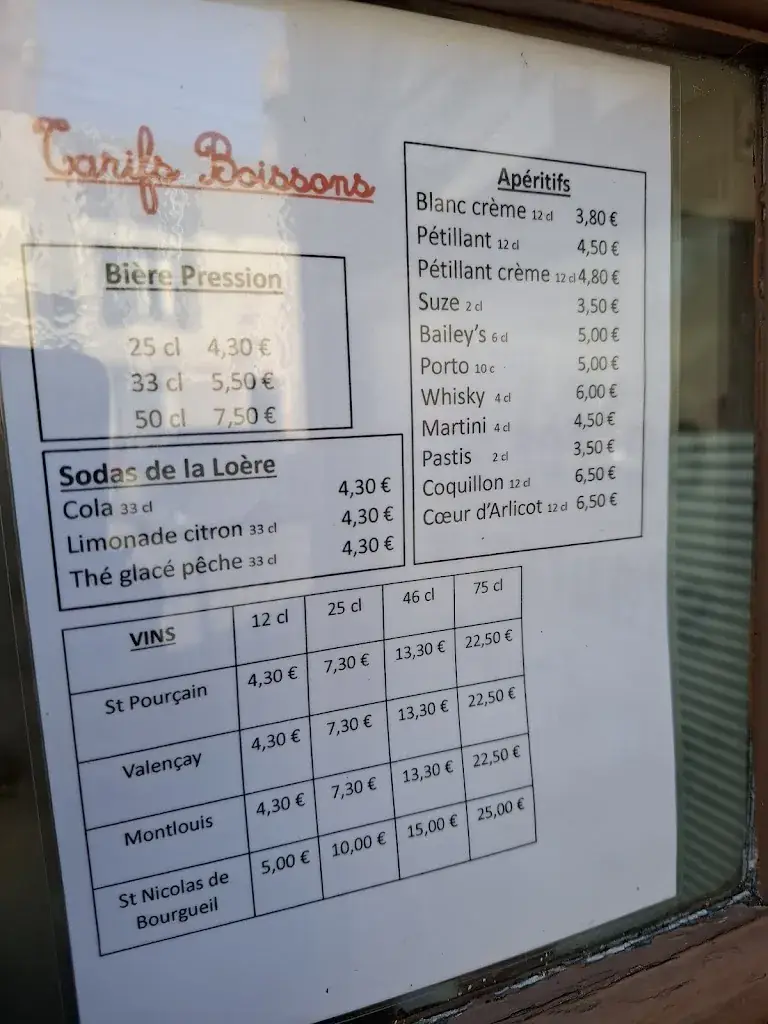 Tarifs Boissons
Bière Pression
25 cl 4,30 €
33 cl 5,50 €
50 cl 7,50 €
Sodas de la Loère
Cola 33 cl 4,30 €
Limonade citron 33 cl 4,30 €
Thé glacé pêche 33 cl 4,30 €
Apéritifs
Blanc crème 12 cl 3,80 €
Pétillant 12 cl 4,50 €
Pétillant crème 12 cl 4,80 €
Suze 2 cl 3,50 €
Bailey's 6 cl 5,00 €
Porto 10 c 5,00 €
Whisky 4 cl 6,00 €
Martini 4 cl 4,50 €
Pastis 2 cl 3,50 €
Coquillon 12 cl 6,50 €
Cœur d'Arlicot 12 cl 6,50 €
VINS 12 cl 25 cl 46 cl 75 cl
St Pourçain 4,30 € 7,30 € 13,30 € 22,50 €
Valençay 4,30 € 7,30 € 13,30 € 22,50 €
Montlouis 4,30 € 7,30 € 13,30 € 22,50 €
St Nicolas de
Bourgueil 5,00 € 10,00 € 15,00 € 25,00 €